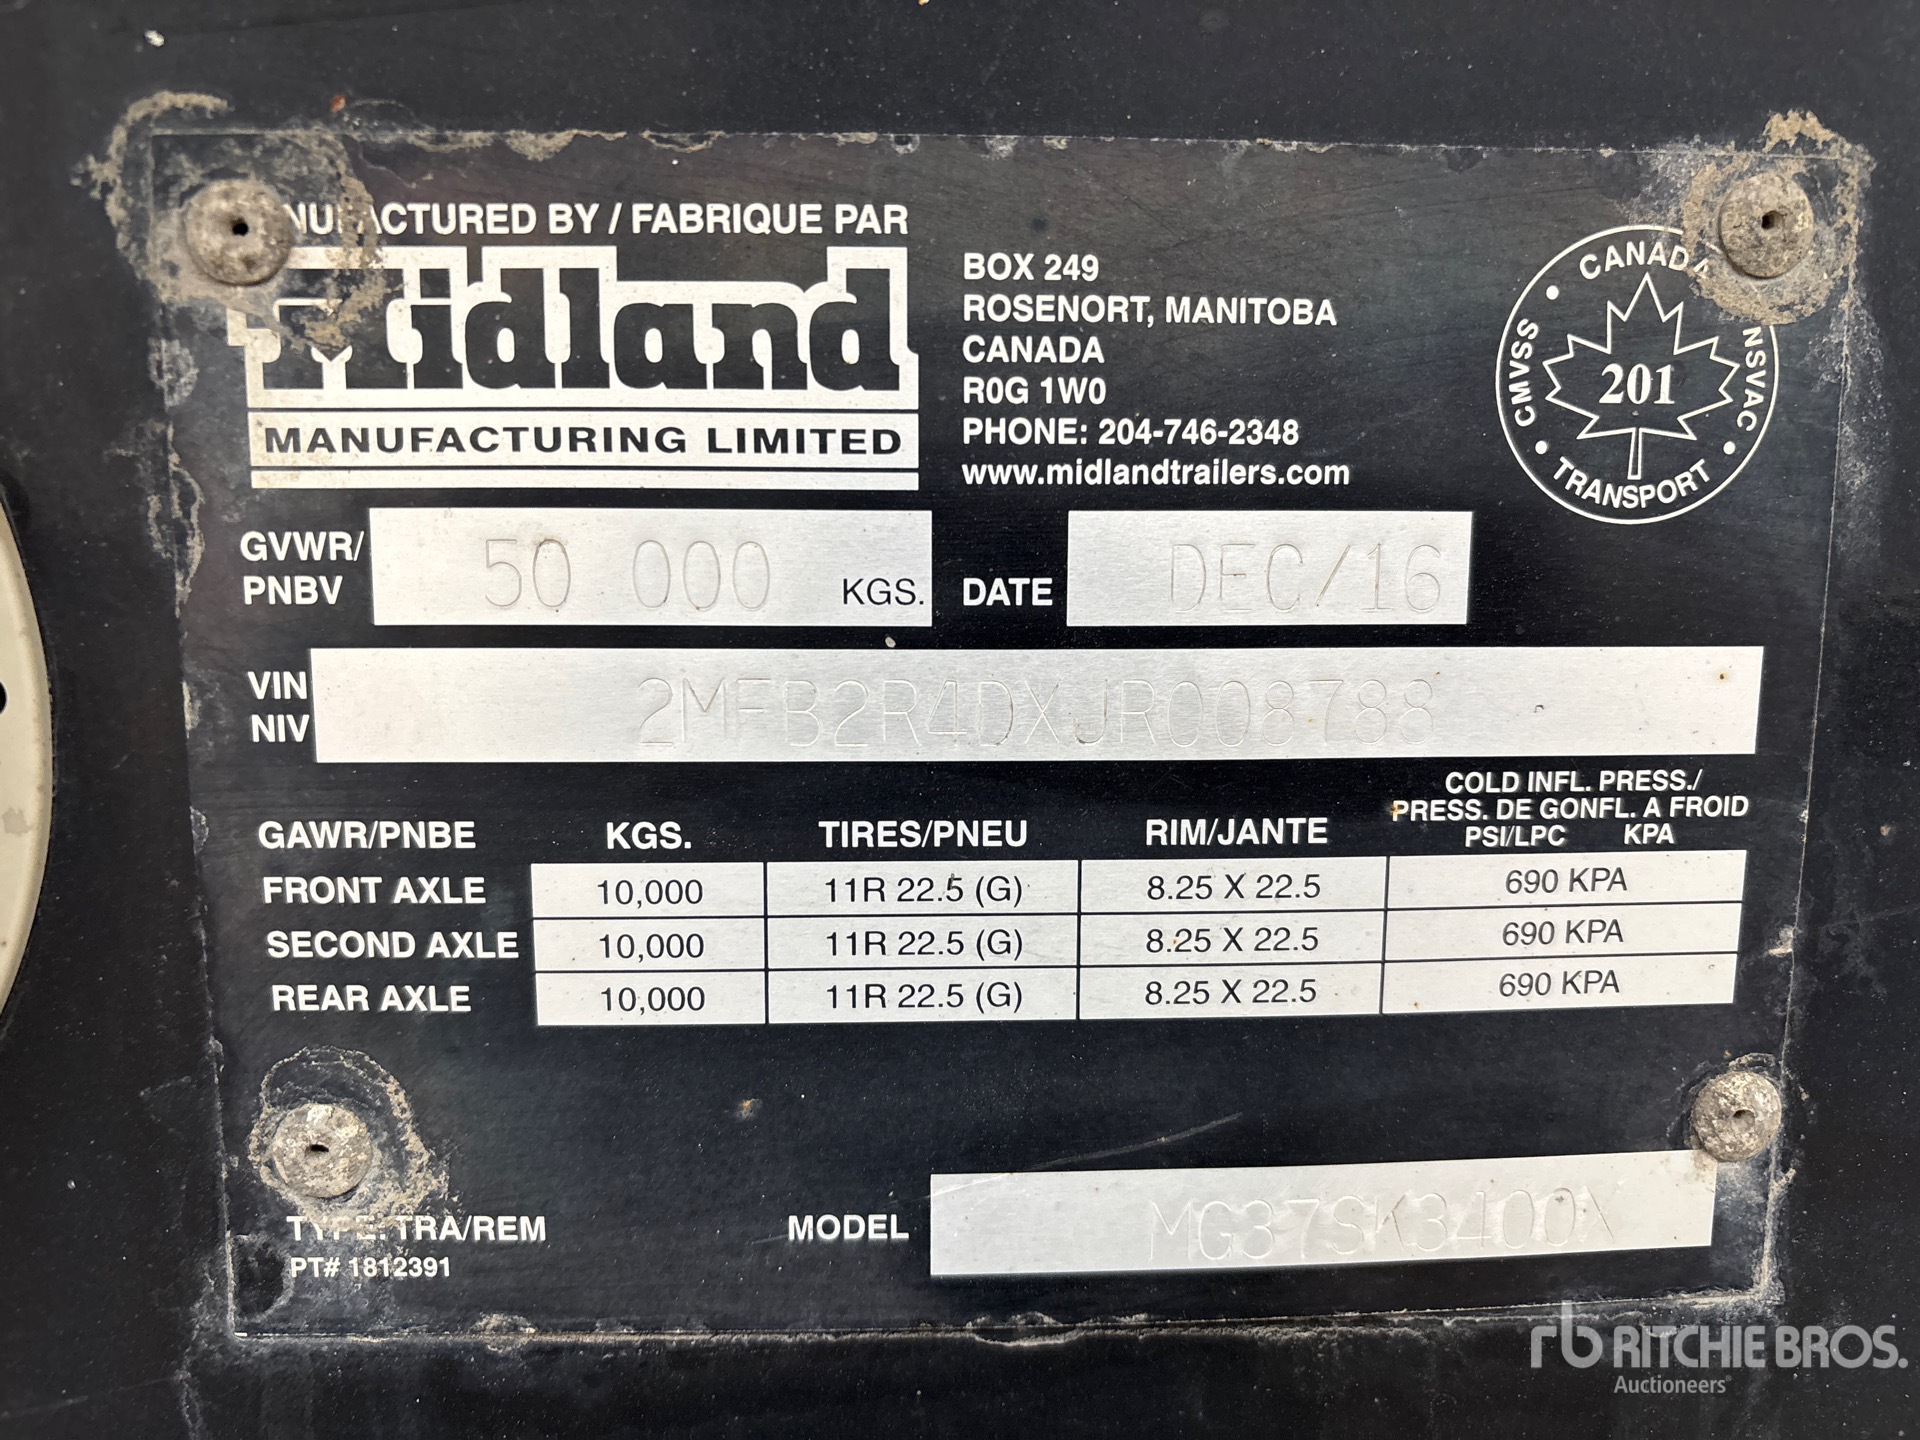 MANUFACTURED BY / FABRIQUE PAR
Midland
MANUFACTURING LIMITED
BOX 249
ROSENORT, MANITOBA
CANADA
R0G 1W0
PHONE: 204-746-2348
www.midlandtrailers.com
CANADA
CMVSS 201 NSVAC
TRANSPORT
GVWR/ PNBV 50 000 KGS. DATE DEC/16
VIN NIV 2MFB2R4DXJR008788
COLD INFL. PRESS./
PRESS. DE GONFL. A FROID
GAWR/PNBE KGS. TIRES/PNEU RIM/JANTE PSI/LPC KPA
FRONT AXLE 10,000 11R 22.5 (G) 8.25 X 22.5 690 KPA
SECOND AXLE 10,000 11R 22.5 (G) 8.25 X 22.5 690 KPA
REAR AXLE 10,000 11R 22.5 (G) 8.25 X 22.5 690 KPA
TYPE: TRA/REM MODEL
PT# 1812391
rb RITCHIE BROS.
Auctioneers